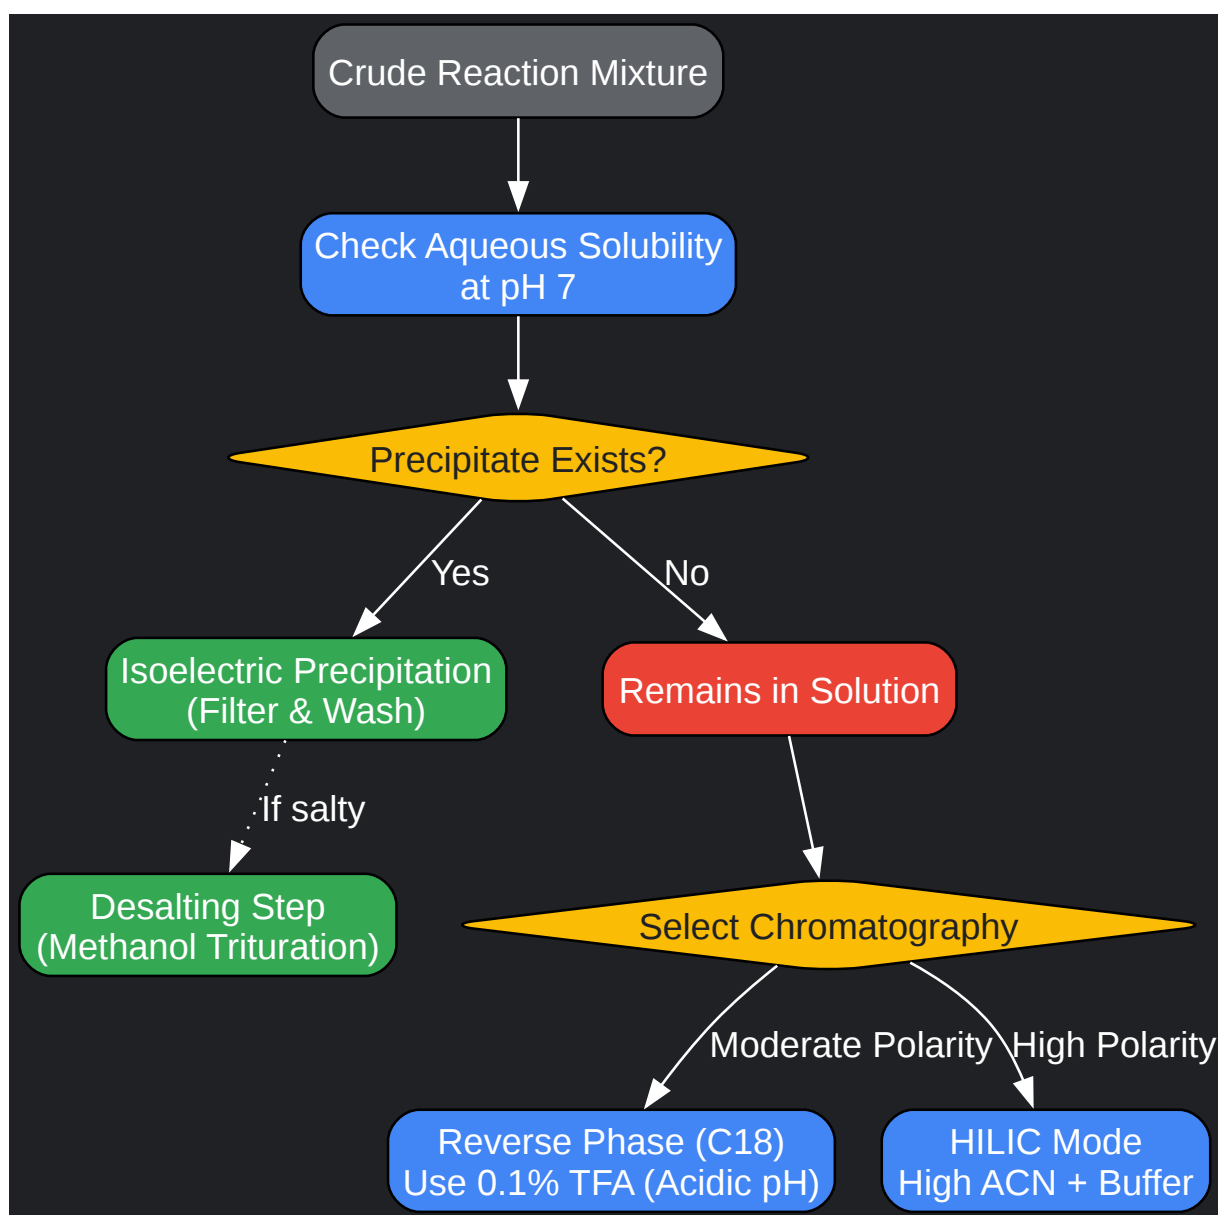 Crude Reaction Mixture
Check Aqueous Solubility
at pH 7
Precipitate Exists?
Yes
No
Isoelectric Precipitation
(Filter & Wash)
Remains in Solution
If salty
Desalting Step
(Methanol Trituration)
Select Chromatography
Moderate Polarity
High Polarity
Reverse Phase (C18)
Use 0.1% TFA (Acidic pH)
HILIC Mode
High ACN + Buffer